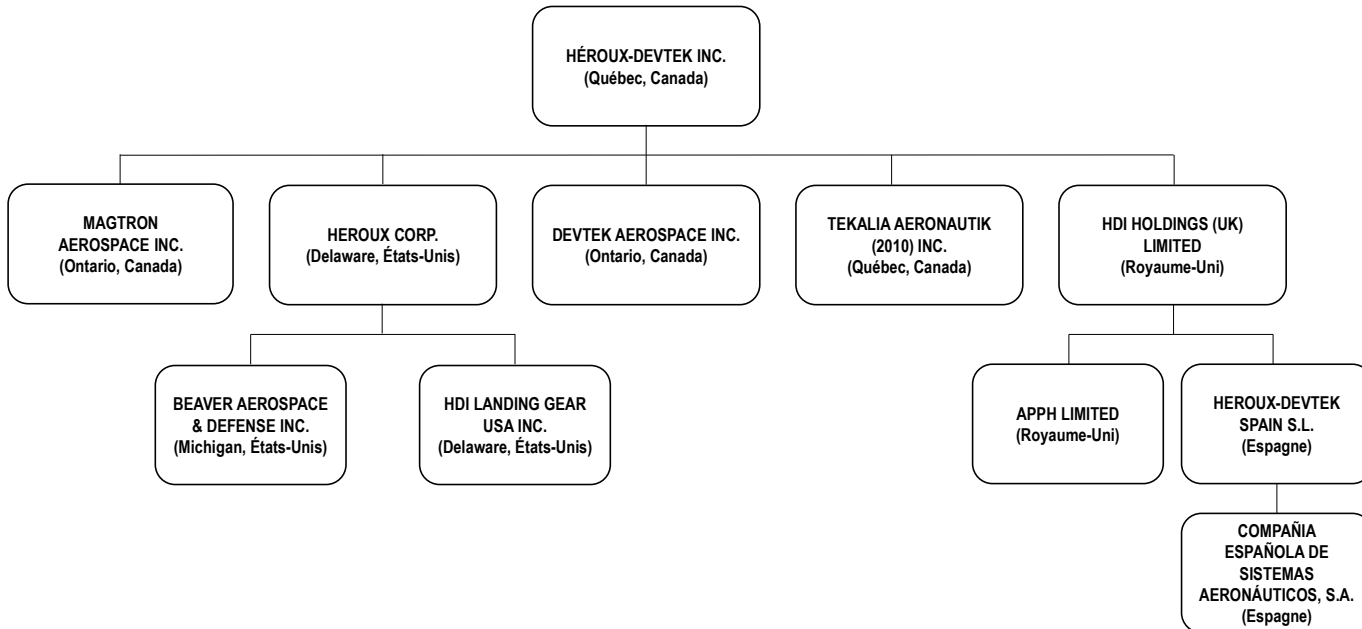 HÉROUX-DEVTEK INC.
(Québec, Canada)
MAGTRON
AEROSPACE INC.
(Ontario, Canada)
HEROUX CORP.
(Delaware, États-Unis)
DEVTEK AEROSPACE INC.
(Ontario, Canada)
TEKALIA AERONAUTIK
(2010) INC.
(Québec, Canada)
HDI HOLDINGS (UK)
LIMITED
(Royaume-Uni)
BEAVER AEROSPACE
& DEFENSE INC.
(Michigan, États-Unis)
HDI LANDING GEAR
USA INC.
(Delaware, États-Unis)
APPH LIMITED
(Royaume-Uni)
HEROUX-DEVTEK
SPAIN S.L.
(Espagne)
COMPAÑIA
ESPAÑOLA DE
SISTEMAS
AERONÁUTICOS, S.A.
(Espagne)